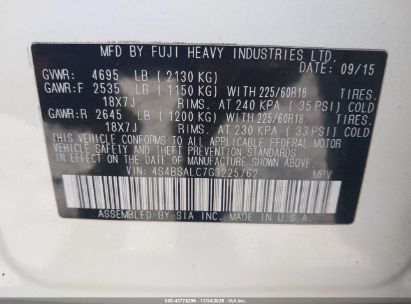 MFD BY FUJI HEAVY INDUSTRIES LTD.
DATE: 09/15
GVWR: 4695 LB (2130 KG)
GAWR:F 2535 LB (1150 KG) WITH 225/60R18 TIRES.
18X7J RIMS. AT 240 KPA (35 PSI) COLD
GAWR:R 2645 LB (1200 KG) WITH 225/60R18 TIRES.
18X7J RIMS. AT 230 KPA (33 PSI) COLD
THIS VEHICLE CONFORMS TO ALL APPLICABLE FEDERAL MOTOR
VEHICLE SAFETY AND THEFT PREVENTION STANDARDS IN EFFECT
ON THE DATE OF MANUFACTURE SHOWN ABOVE.
VIN: 4S4BSALC7G3225762 MPV
ASSEMBLED BY SIA INC. MADE IN U.S.A.